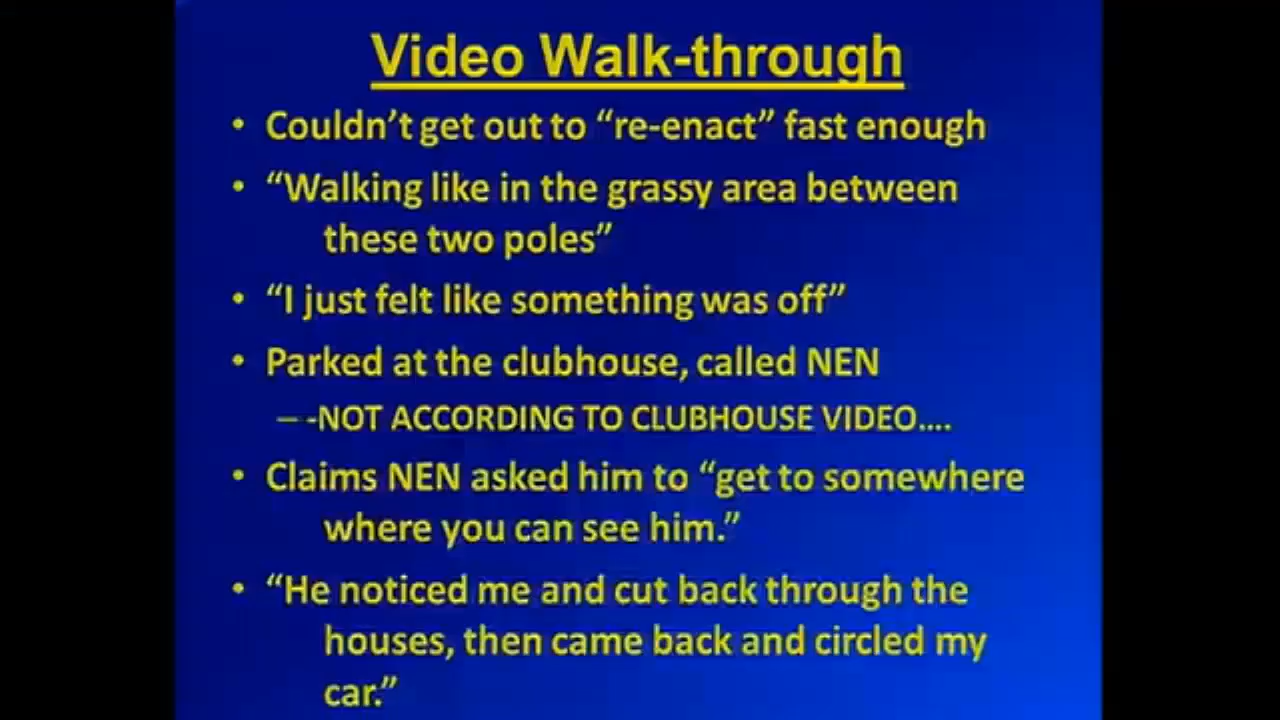 Video Walk-through
• Couldn't get out to “re-enact” fast enough
• “Walking like in the grassy area between
these two poles”
• “I just felt like something was off”
• Parked at the clubhouse, called NEN
– -NOT ACCORDING TO CLUBHOUSE VIDEO....
• Claims NEN asked him to “get to somewhere
where you can see him.”
• “He noticed me and cut back through the
houses, then came back and circled my
car.”